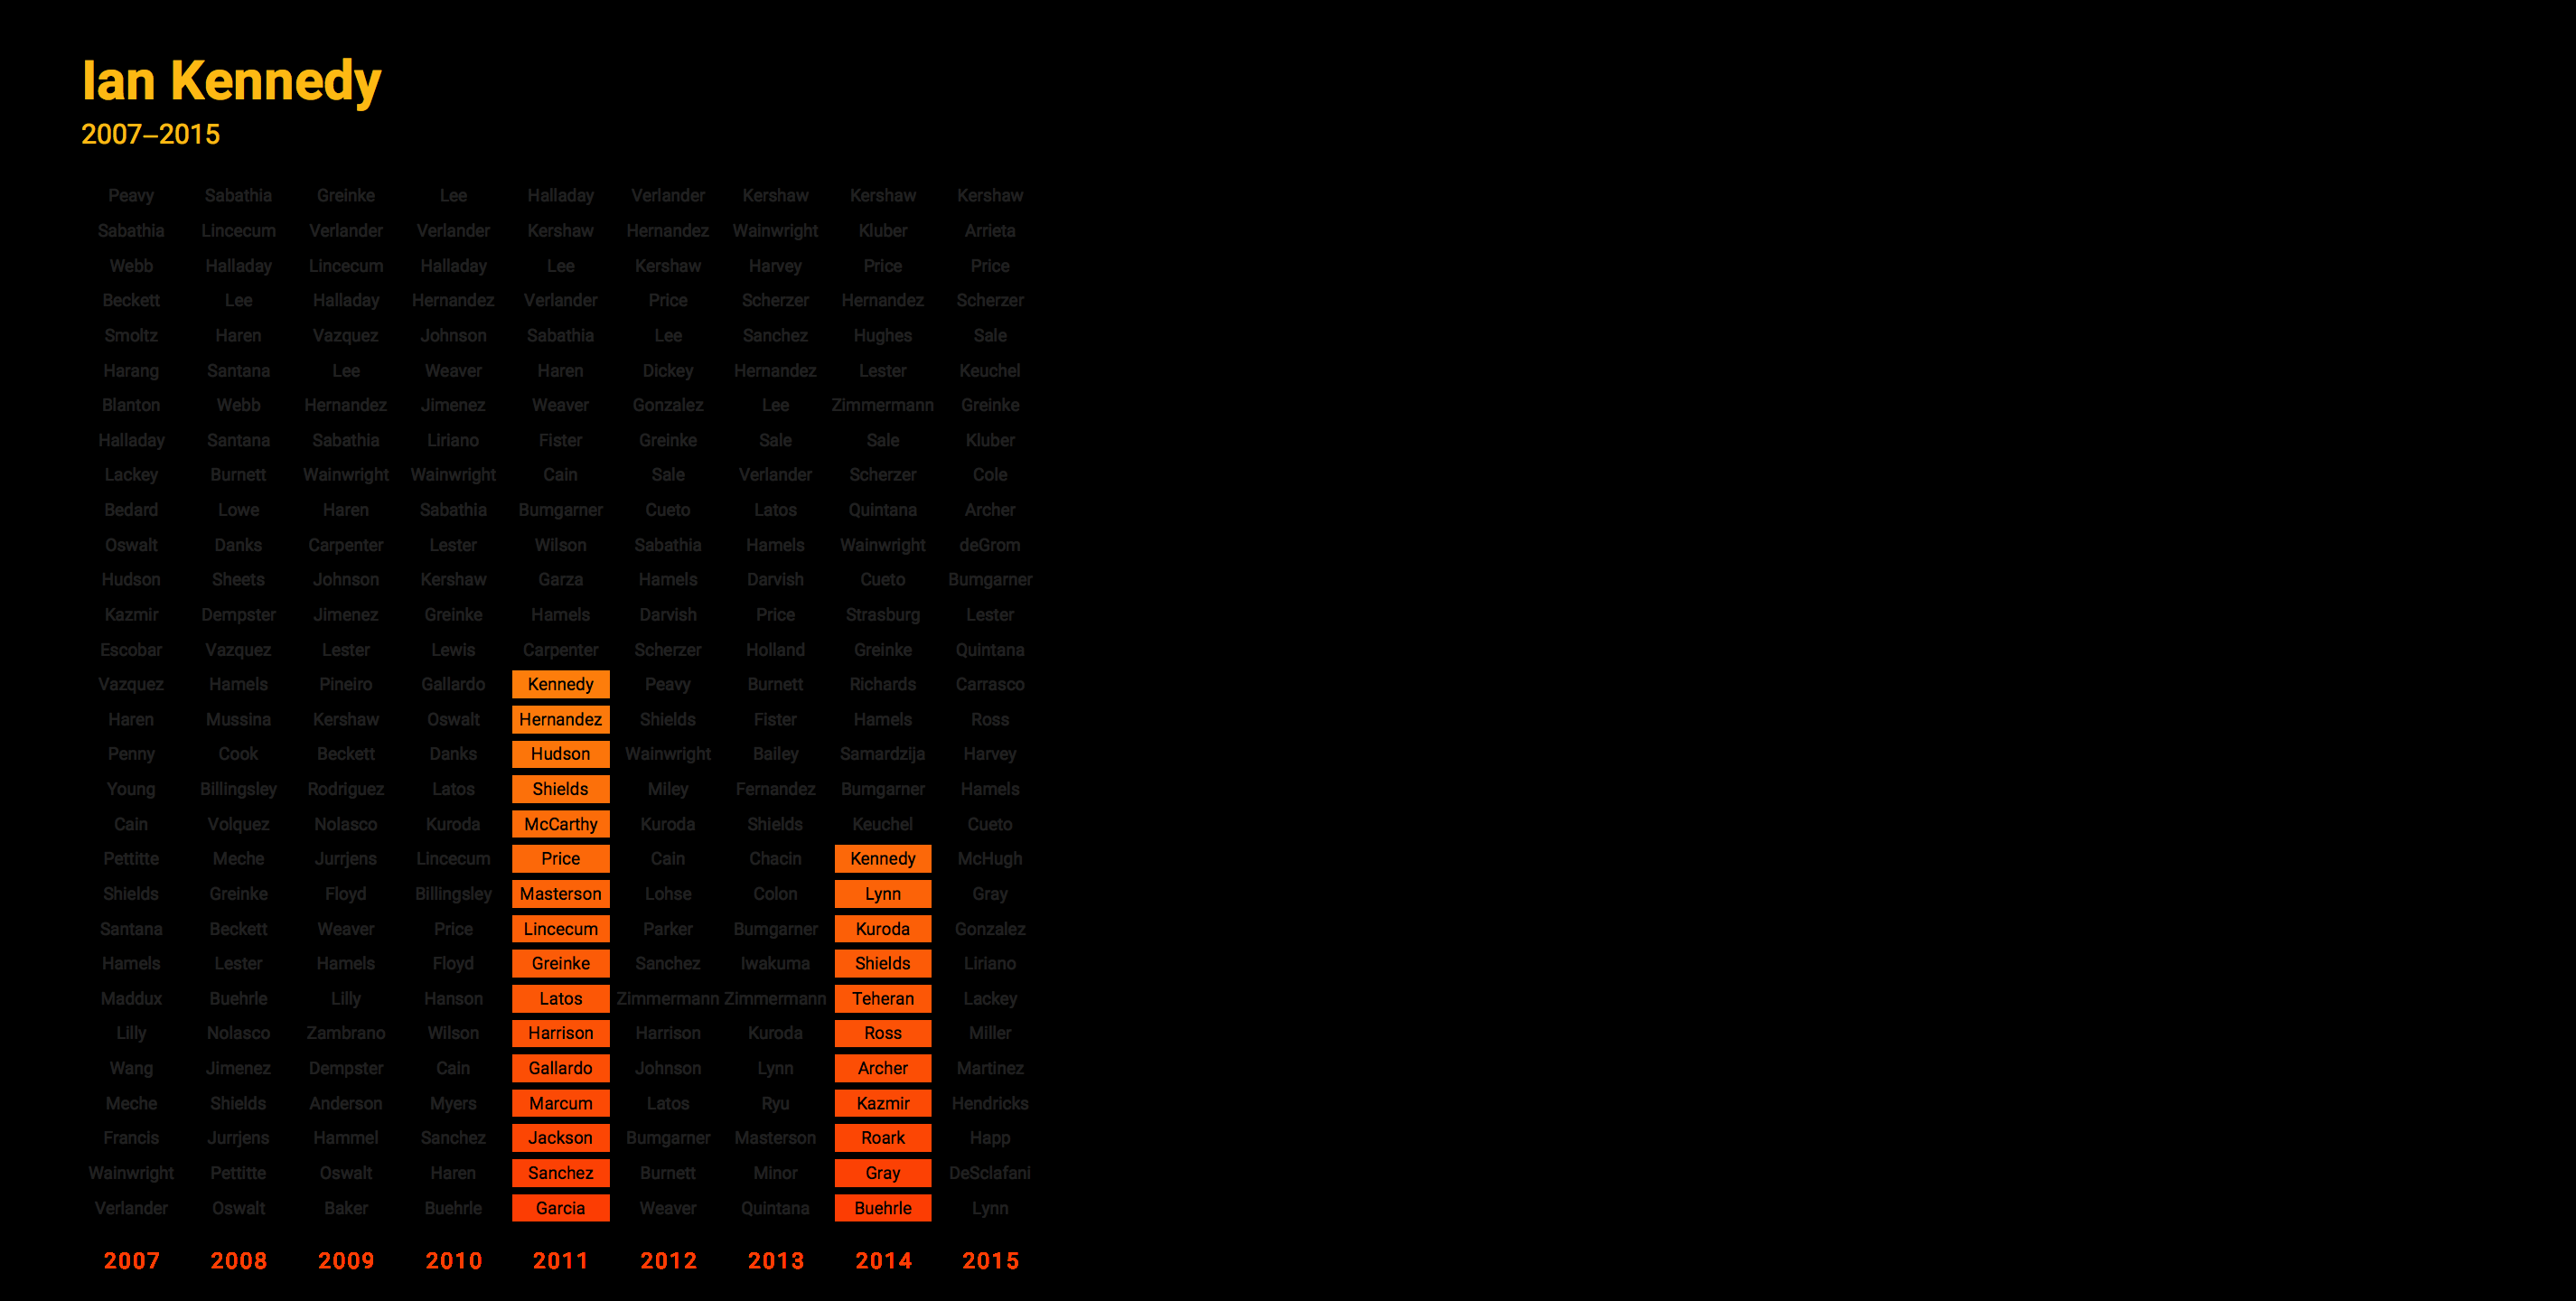 Ian Kennedy
2007–2015
Peavy Sabathia Greinke Lee Halladay Verlander Kershaw Kershaw Kershaw
Sabathia Lincecum Verlander Verlander Kershaw Hernandez Wainwright Kluber Arrieta
Webb Halladay Lincecum Halladay Lee Kershaw Harvey Price Price
Beckett Lee Halladay Hernandez Verlander Price Scherzer Hernandez Scherzer
Smoltz Haren Vazquez Johnson Sabathia Lee Sanchez Hughes Sale
Harang Santana Lee Weaver Haren Dickey Hernandez Lester Keuchel
Blanton Webb Hernandez Jimenez Weaver Gonzalez Lee Zimmermann Greinke
Halladay Santana Sabathia Liriano Fister Greinke Sale Sale Kluber
Lackey Burnett Wainwright Wainwright Cain Sale Verlander Scherzer Cole
Bedard Lowe Haren Sabathia Bumgarner Cueto Latos Quintana Archer
Oswalt Danks Carpenter Lester Wilson Sabathia Hamels Wainwright deGrom
Hudson Sheets Johnson Kershaw Garza Hamels Darvish Cueto Bumgarner
Kazmir Dempster Jimenez Greinke Hamels Darvish Price Strasburg Lester
Escobar Vazquez Lester Lewis Carpenter Scherzer Holland Greinke Quintana
Vazquez Hamels Pineiro Gallardo Kennedy Peavy Burnett Richards Carrasco
Haren Mussina Kershaw Oswalt Hernandez Shields Fister Hamels Ross
Penny Cook Beckett Danks Hudson Wainwright Bailey Samardzija Harvey
Young Billingsley Rodriguez Latos Shields Miley Fernandez Bumgarner Hamels
Cain Volquez Nolasco Kuroda McCarthy Kuroda Shields Keuchel Cueto
Pettitte Meche Jurrjens Lincecum Price Cain Chacin Kennedy McHugh
Shields Greinke Floyd Billingsley Masterson Lohse Colon Lynn Gray
Santana Beckett Weaver Price Lincecum Parker Bumgarner Kuroda Gonzalez
Hamels Lester Hamels Floyd Greinke Sanchez Iwakuma Shields Liriano
Maddux Buehrle Lilly Hanson Latos Zimmermann Zimmermann Teheran Lackey
Lilly Nolasco Zambrano Wilson Harrison Harrison Kuroda Ross Miller
Wang Jimenez Dempster Cain Gallardo Johnson Lynn Archer Martinez
Meche Shields Anderson Myers Marcum Latos Ryu Kazmir Hendricks
Francis Jurrjens Hammel Sanchez Jackson Bumgarner Masterson Roark Happ
Wainwright Pettitte Oswalt Haren Sanchez Burnett Minor Gray DeSclafani
Verlander Oswalt Baker Buehrle Garcia Weaver Quintana Buehrle Lynn
2007 2008 2009 2010 2011 2012 2013 2014 2015